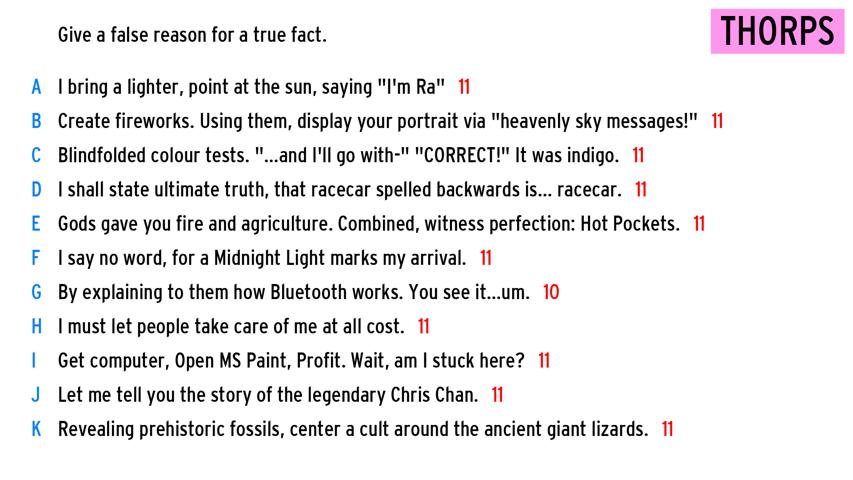 Give a false reason for a true fact.
THORPS
A I bring a lighter, point at the sun, saying "I'm Ra" 11
B Create fireworks. Using them, display your portrait via "heavenly sky messages!" 11
C Blindfolded colour tests. "...and I'll go with-" "CORRECT!" It was indigo. 11
D I shall state ultimate truth, that racecar spelled backwards is... racecar. 11
E Gods gave you fire and agriculture. Combined, witness perfection: Hot Pockets. 11
F I say no word, for a Midnight Light marks my arrival. 11
G By explaining to them how Bluetooth works. You see it...um. 10
H I must let people take care of me at all cost. 11
I Get computer, Open MS Paint, Profit. Wait, am I stuck here? 11
J Let me tell you the story of the legendary Chris Chan. 11
K Revealing prehistoric fossils, center a cult around the ancient giant lizards. 11